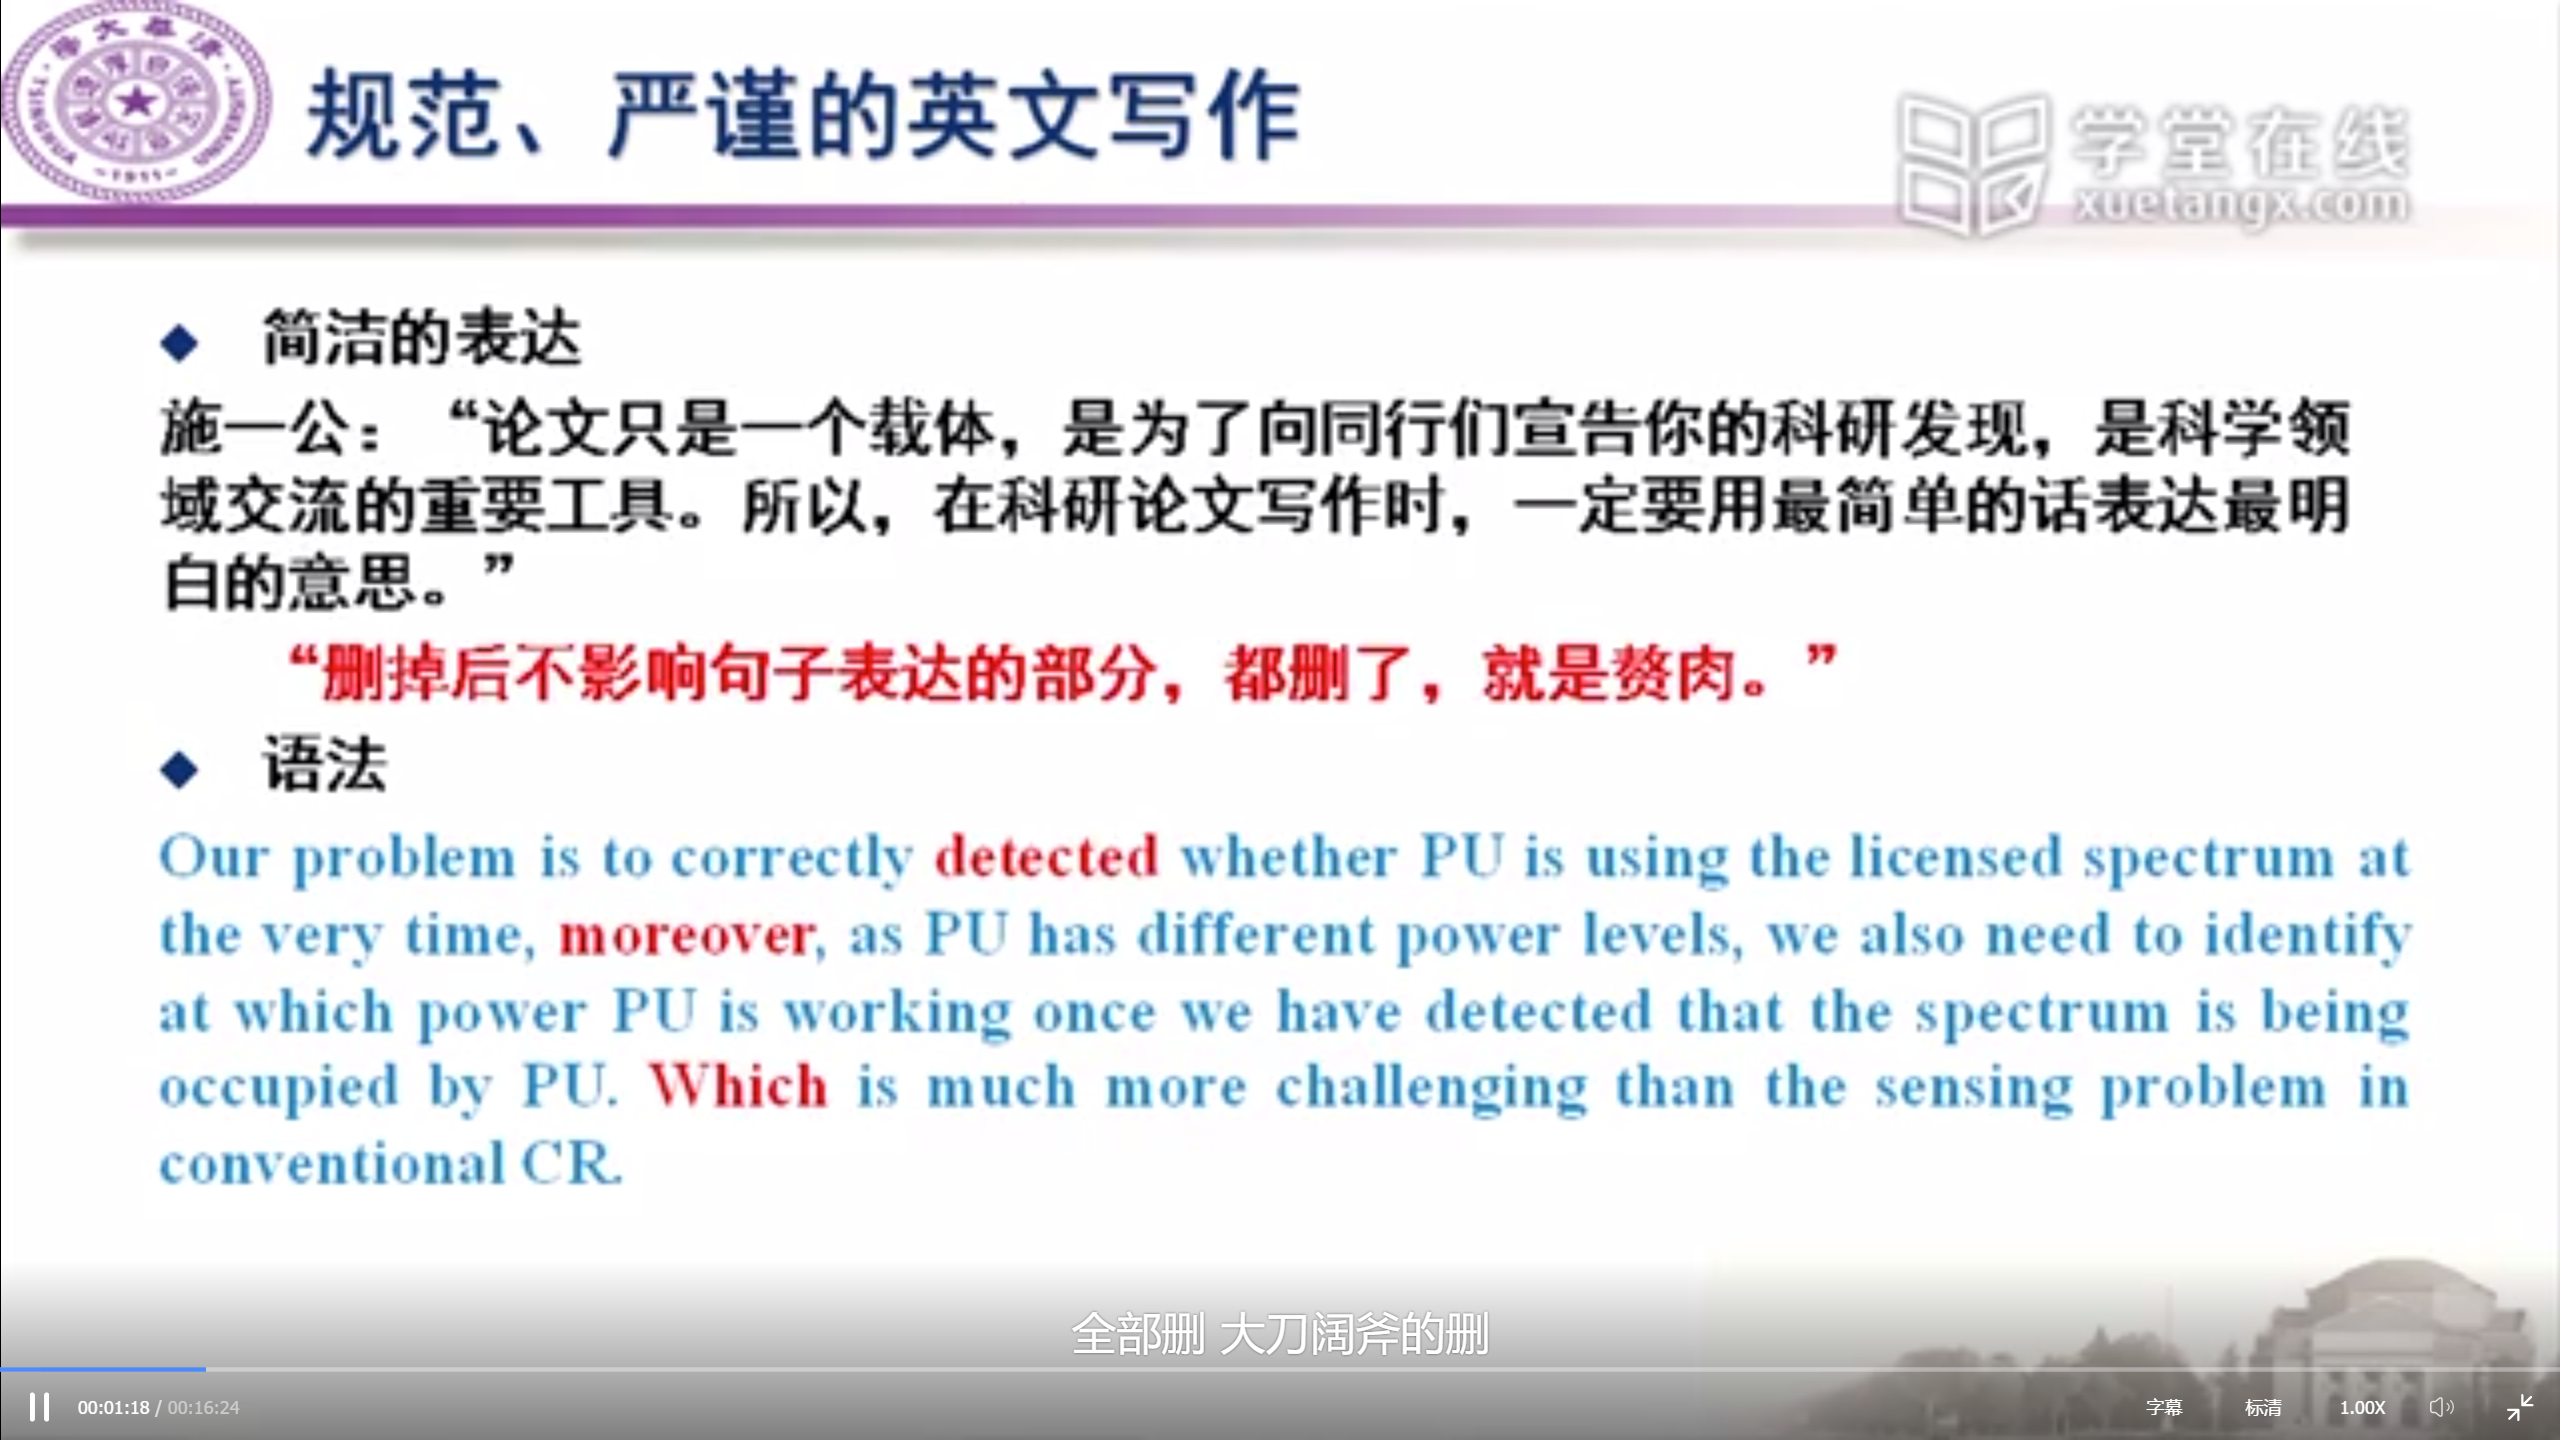 规范、严谨的英文写作
学堂在线
xuetangx.com
TSINGHUA UNIVERSITY
~1911~
◆ 简洁的表达
施一公：“论文只是一个载体，是为了向同行们宣告你的科研发现，是科学领
域交流的重要工具。所以，在科研论文写作时，一定要用最简单的话表达最明
白的意思。”
“删掉后不影响句子表达的部分，都删了，就是赘肉。”
◆ 语法
Our problem is to correctly detected whether PU is using the licensed spectrum at
the very time, moreover, as PU has different power levels, we also need to identify
at which power PU is working once we have detected that the spectrum is being
occupied by PU. Which is much more challenging than the sensing problem in
conventional CR.
全部删 大刀阔斧的删
00:01:18 / 00:16:24
字幕 标清 1.00X